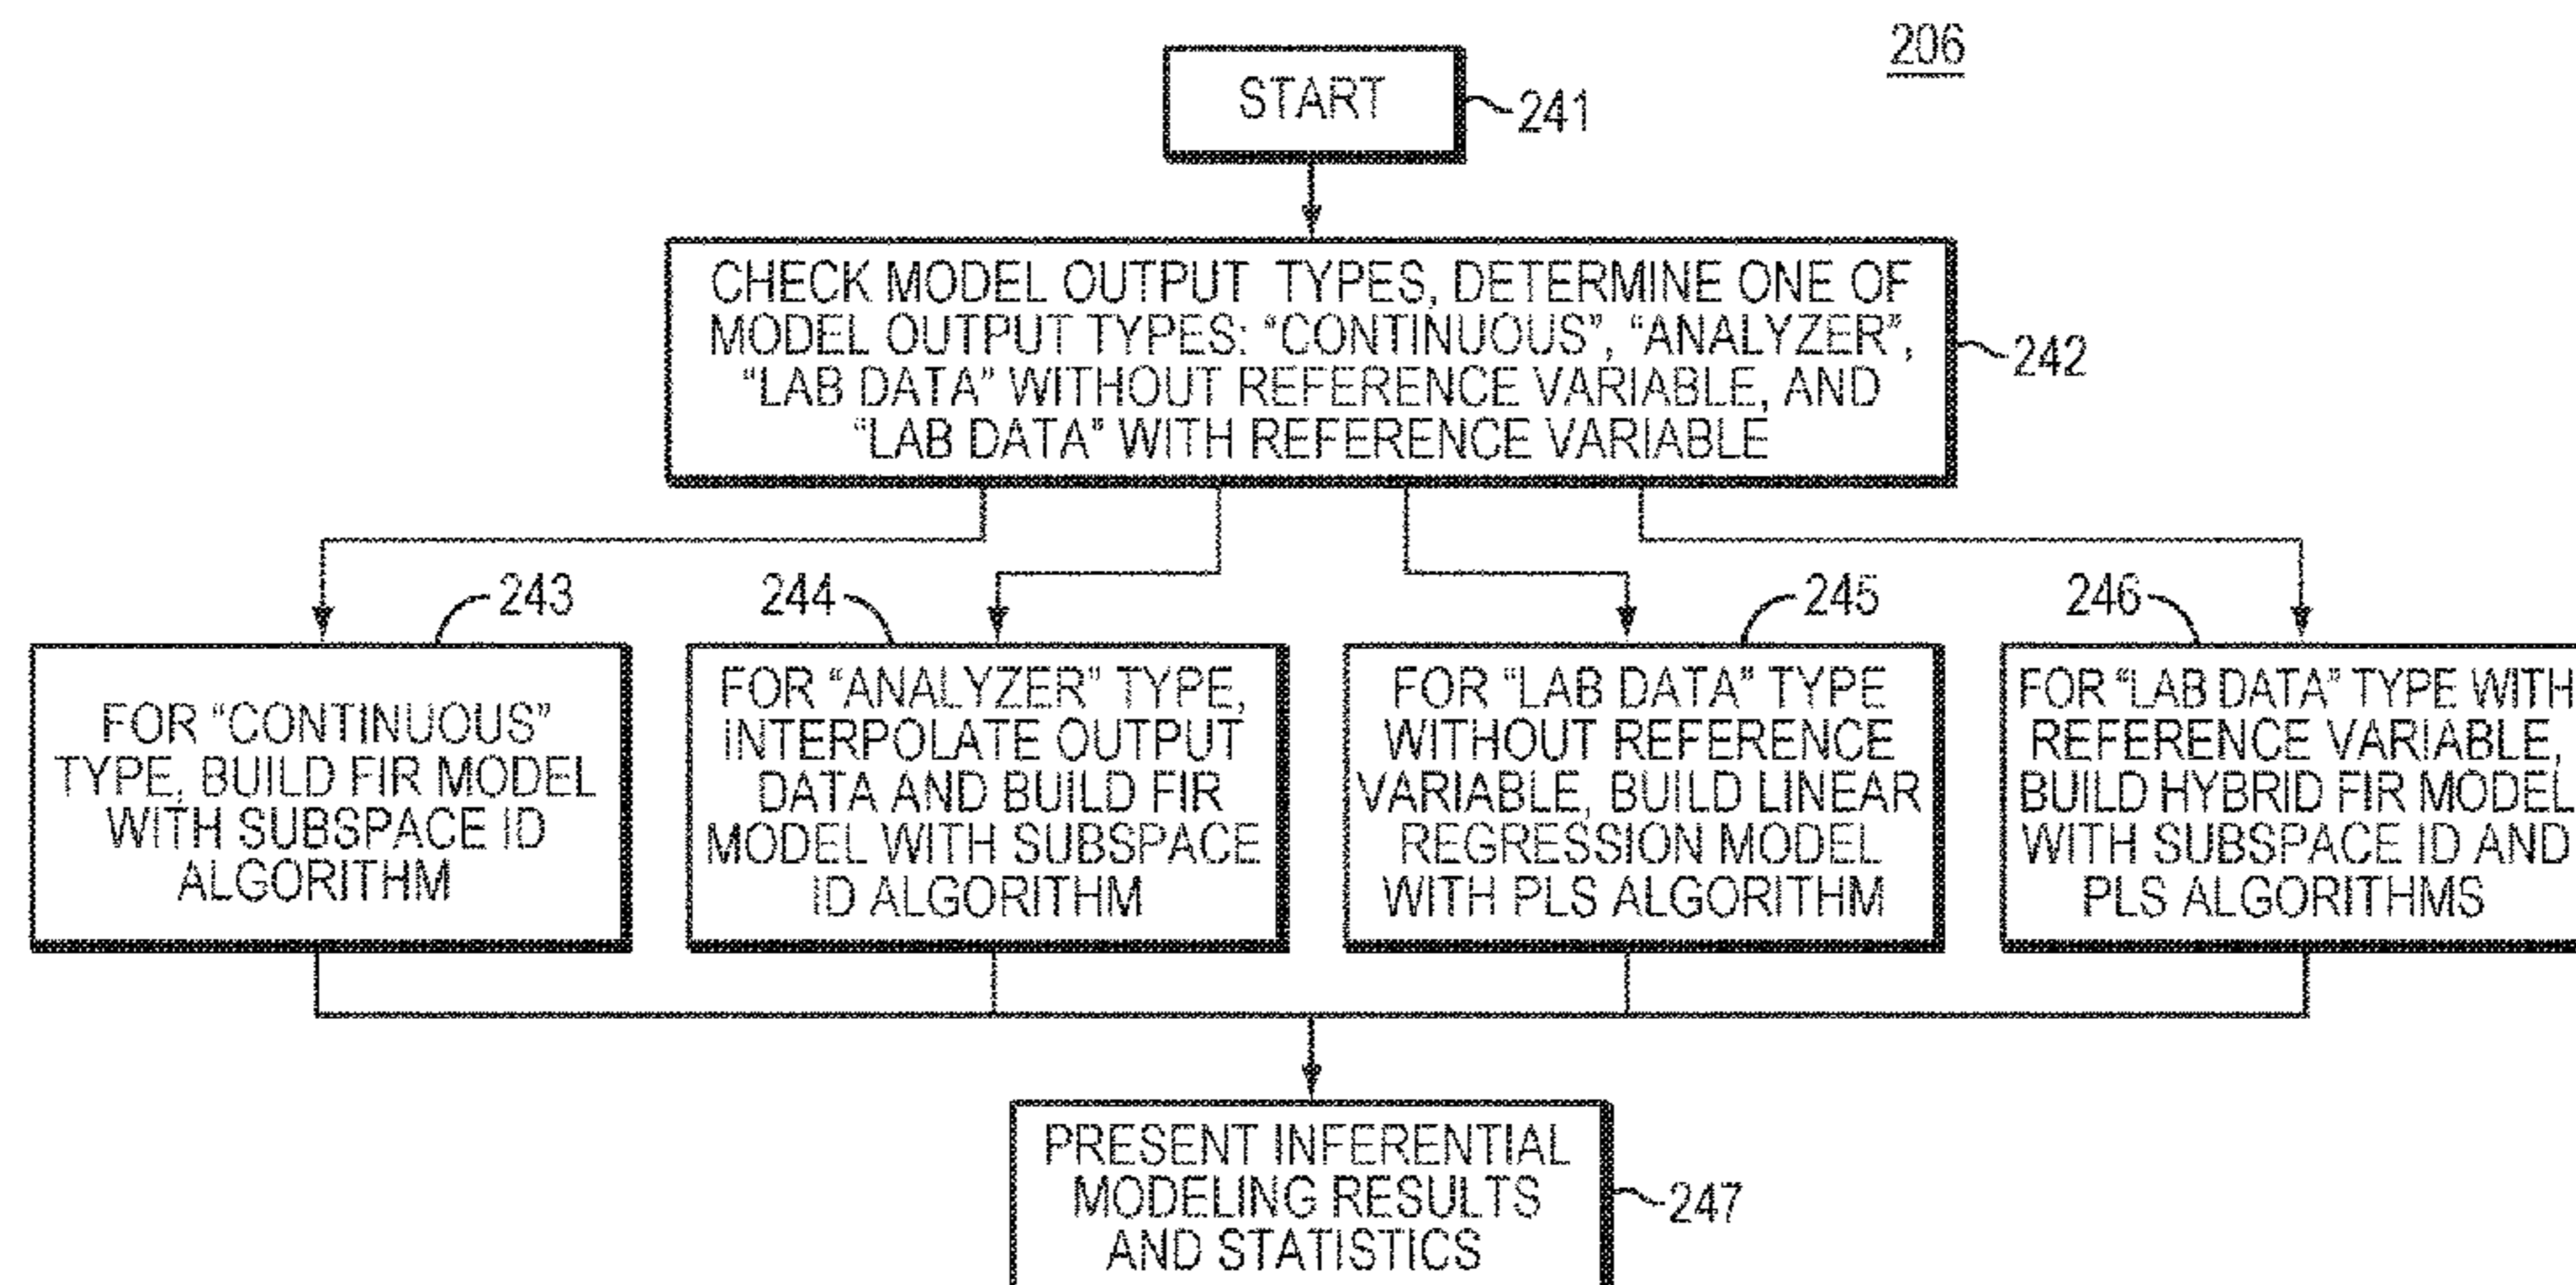 206
START
241
CHECK MODEL OUTPUT TYPES, DETERMINE ONE OF
MODEL OUTPUT TYPES: “CONTINUOUS”, “ANALYZER”,
“LAB DATA” WITHOUT REFERENCE VARIABLE, AND
“LAB DATA” WITH REFERENCE VARIABLE
242
243
FOR “CONTINUOUS”
TYPE, BUILD FIR MODEL
WITH SUBSPACE ID
ALGORITHM
244
FOR “ANALYZER” TYPE,
INTERPOLATE OUTPUT
DATA AND BUILD FIR
MODEL WITH SUBSPACE
ID ALGORITHM
245
FOR “LAB DATA” TYPE
WITHOUT REFERENCE
VARIABLE, BUILD LINEAR
REGRESSION MODEL
WITH PLS ALGORITHM
246
FOR “LAB DATA” TYPE WITH
REFERENCE VARIABLE,
BUILD HYBRID FIR MODEL
WITH SUBSPACE ID AND
PLS ALGORITHMS
PRESENT INFERENTIAL
MODELING RESULTS
AND STATISTICS
247